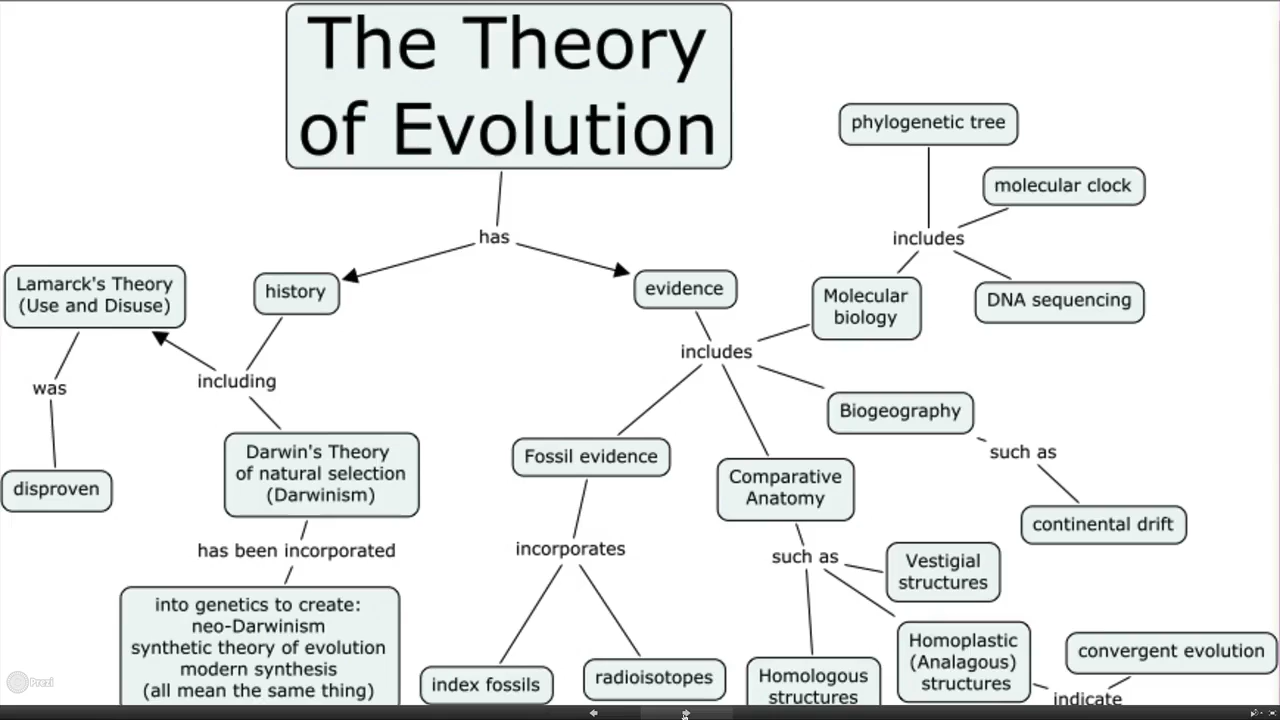 The Theory
of Evolution
has
history
evidence
Lamarck's Theory
(Use and Disuse)
was
disproven
including
Darwin's Theory
of natural selection
(Darwinism)
has been incorporated
into genetics to create:
neo-Darwinism
synthetic theory of evolution
modern synthesis
(all mean the same thing)
includes
Fossil evidence
incorporates
index fossils
radioisotopes
Comparative
Anatomy
such as
Homologous
structures
Vestigial
structures
Homoplastic
(Analagous)
structures
indicate
convergent evolution
Biogeography
such as
continental drift
Molecular
biology
includes
phylogenetic tree
molecular clock
DNA sequencing
Prezi